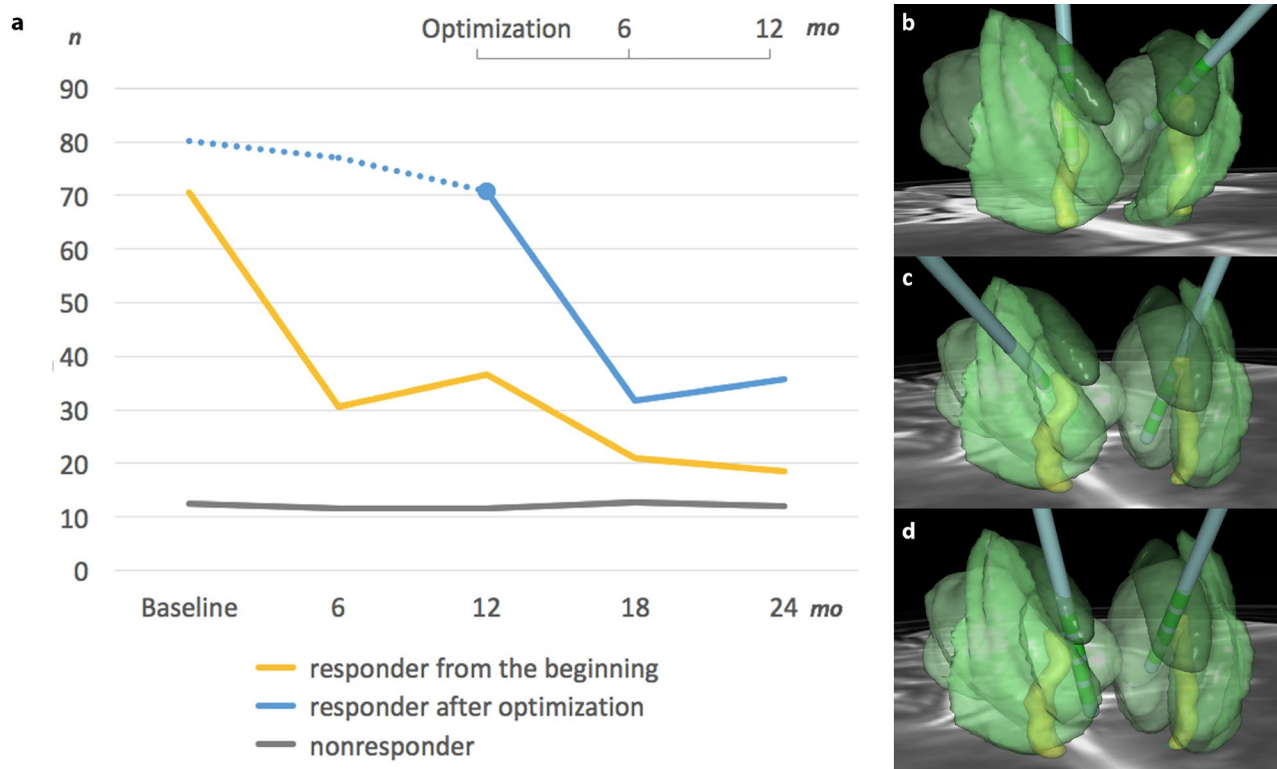 a
n
Optimization 6 12 mo
90
80
70
60
50
40
30
20
10
0
Baseline 6 12 18 24 mo
responder from the beginning
responder after optimization
nonresponder
b
c
d